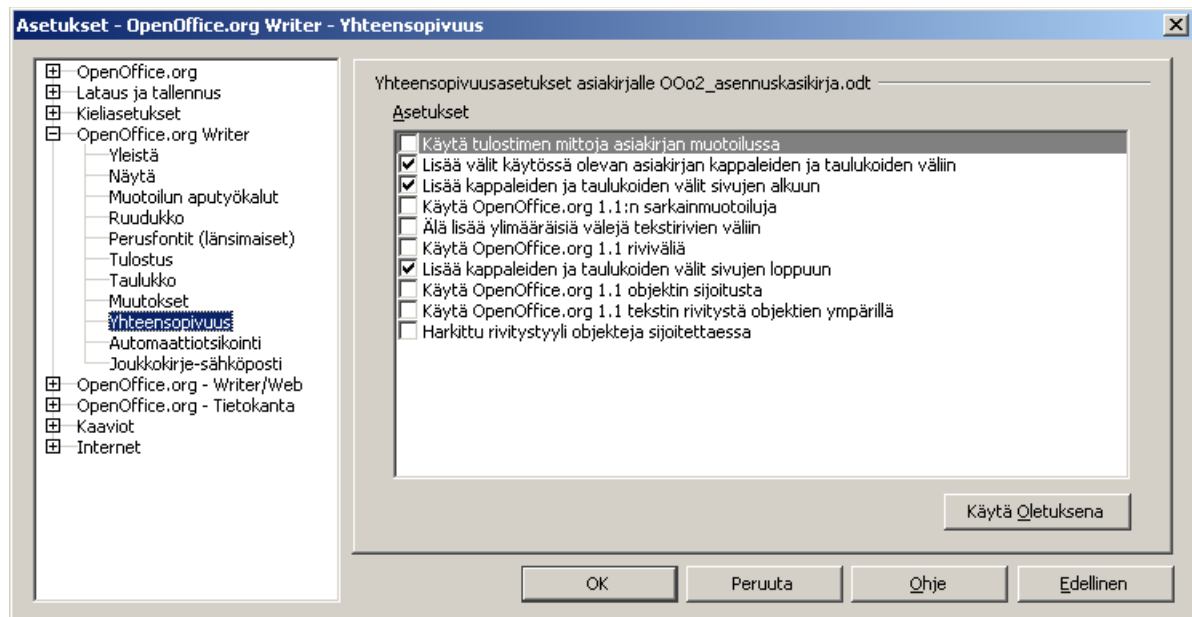 Asetukset - OpenOffice.org Writer - Yhteensopivuus
OpenOffice.org
Lataus ja tallennus
Kieliasetukset
OpenOffice.org Writer
Yleistä
Näytä
Muotoilun aputyökalut
Ruudukko
Perusfontit (länsimaiset)
Tulostus
Taulukko
Muutokset
Yhteensopivuus
Automaattiotsikointi
Joukkokirje-sähköposti
OpenOffice.org - Writer/Web
OpenOffice.org - Tietokanta
Kaaviot
Internet
Yhteensopivuusasetukset asiakirjalle OOo2_asennuskasikirja.odt
Asetukset
Käytä tulostimen mittoja asiakirjan muotoilussa
Lisää välit käytössä olevan asiakirjan kappaleiden ja taulukoiden väliin
Lisää kappaleiden ja taulukoiden välit sivujen alkuun
Käytä OpenOffice.org 1.1:n sarkainmuotoiluja
Älä lisää ylimääräisiä välejä tekstirivien väliin
Käytä OpenOffice.org 1.1 riviväliä
Lisää kappaleiden ja taulukoiden välit sivujen loppuun
Käytä OpenOffice.org 1.1 objektin sijoitusta
Käytä OpenOffice.org 1.1 tekstin rivitystä objektien ympärillä
Harkittu rivitystyyli objekteja sijoitettaessa
Käytä Oletuksena
OK
Peruuta
Ohje
Edellinen